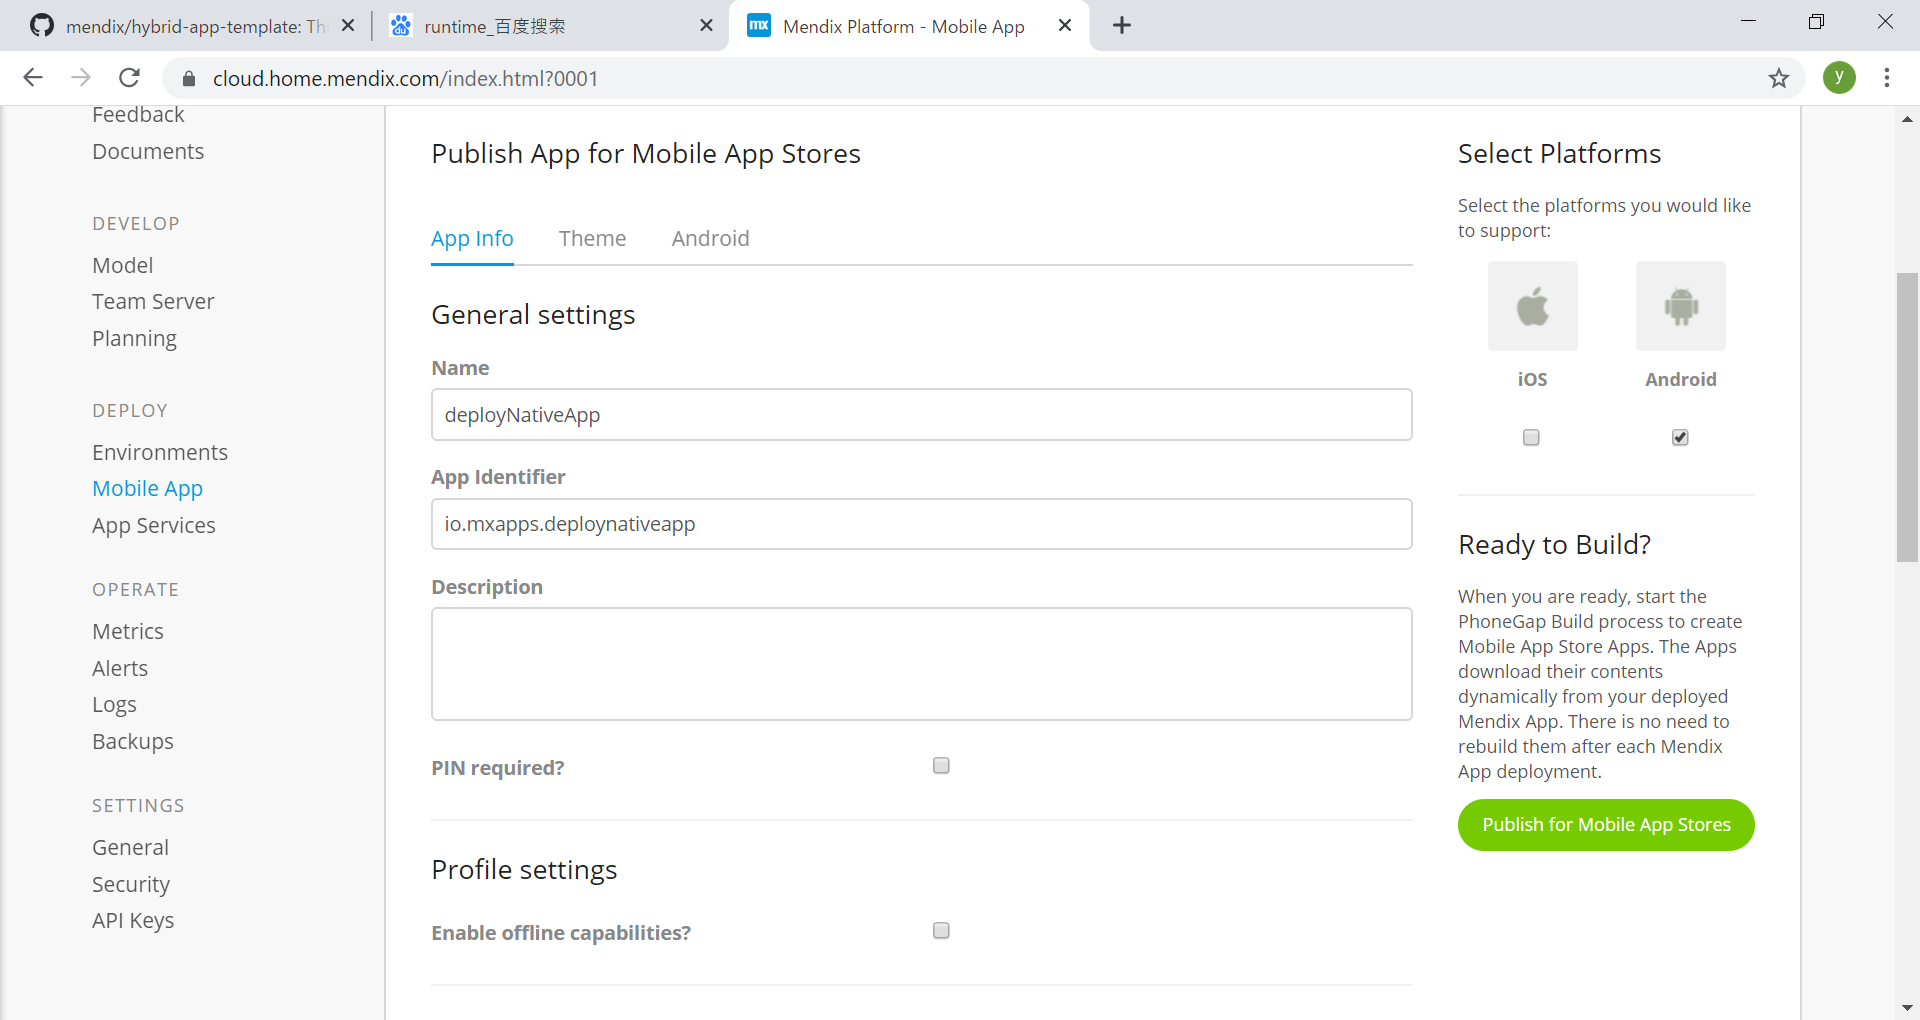 mendix/hybrid-app-template: Thi
du
runtime_百度搜索
mx
Mendix Platform - Mobile App
cloud.home.mendix.com/index.html?0001
y
Feedback
Documents
DEVELOP
Model
Team Server
Planning
DEPLOY
Environments
Mobile App
App Services
OPERATE
Metrics
Alerts
Logs
Backups
SETTINGS
General
Security
API Keys
Publish App for Mobile App Stores
App Info
Theme
Android
General settings
Name
deployNativeApp
App Identifier
io.mxapps.deploynativeapp
Description
PIN required?
Profile settings
Enable offline capabilities?
Select Platforms
Select the platforms you would like
to support:
iOS
Android
Ready to Build?
When you are ready, start the
PhoneGap Build process to create
Mobile App Store Apps. The Apps
download their contents
dynamically from your deployed
Mendix App. There is no need to
rebuild them after each Mendix
App deployment.
Publish for Mobile App Stores